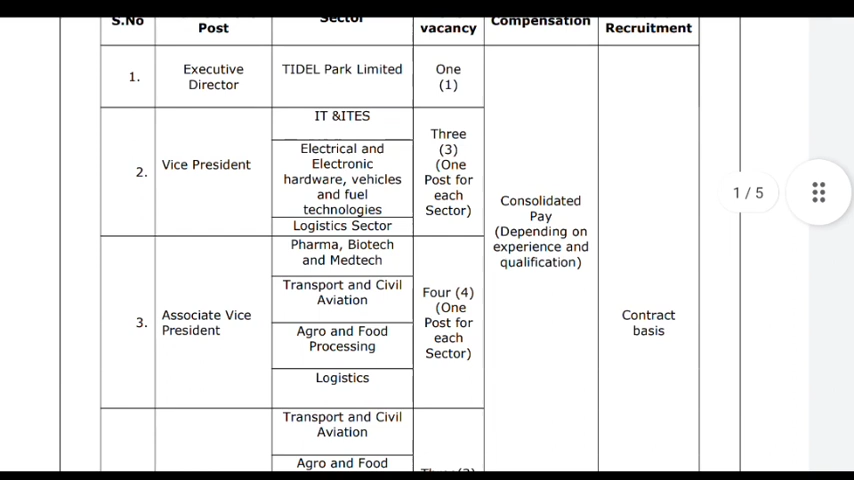 S.No
Post
Sector
vacancy
Compensation
Recruitment
1.
Executive
Director
TIDEL Park Limited
One
(1)
2.
Vice President
IT &ITES
Electrical and
Electronic
hardware, vehicles
and fuel
technologies
Logistics Sector
Three
(3)
(One
Post for
each
Sector)
3.
Associate Vice
President
Pharma, Biotech
and Medtech
Transport and Civil
Aviation
Agro and Food
Processing
Logistics
Four (4)
(One
Post for
each
Sector)
Consolidated
Pay
(Depending on
experience and
qualification)
Contract
basis
Transport and Civil
Aviation
Agro and Food
1 / 5